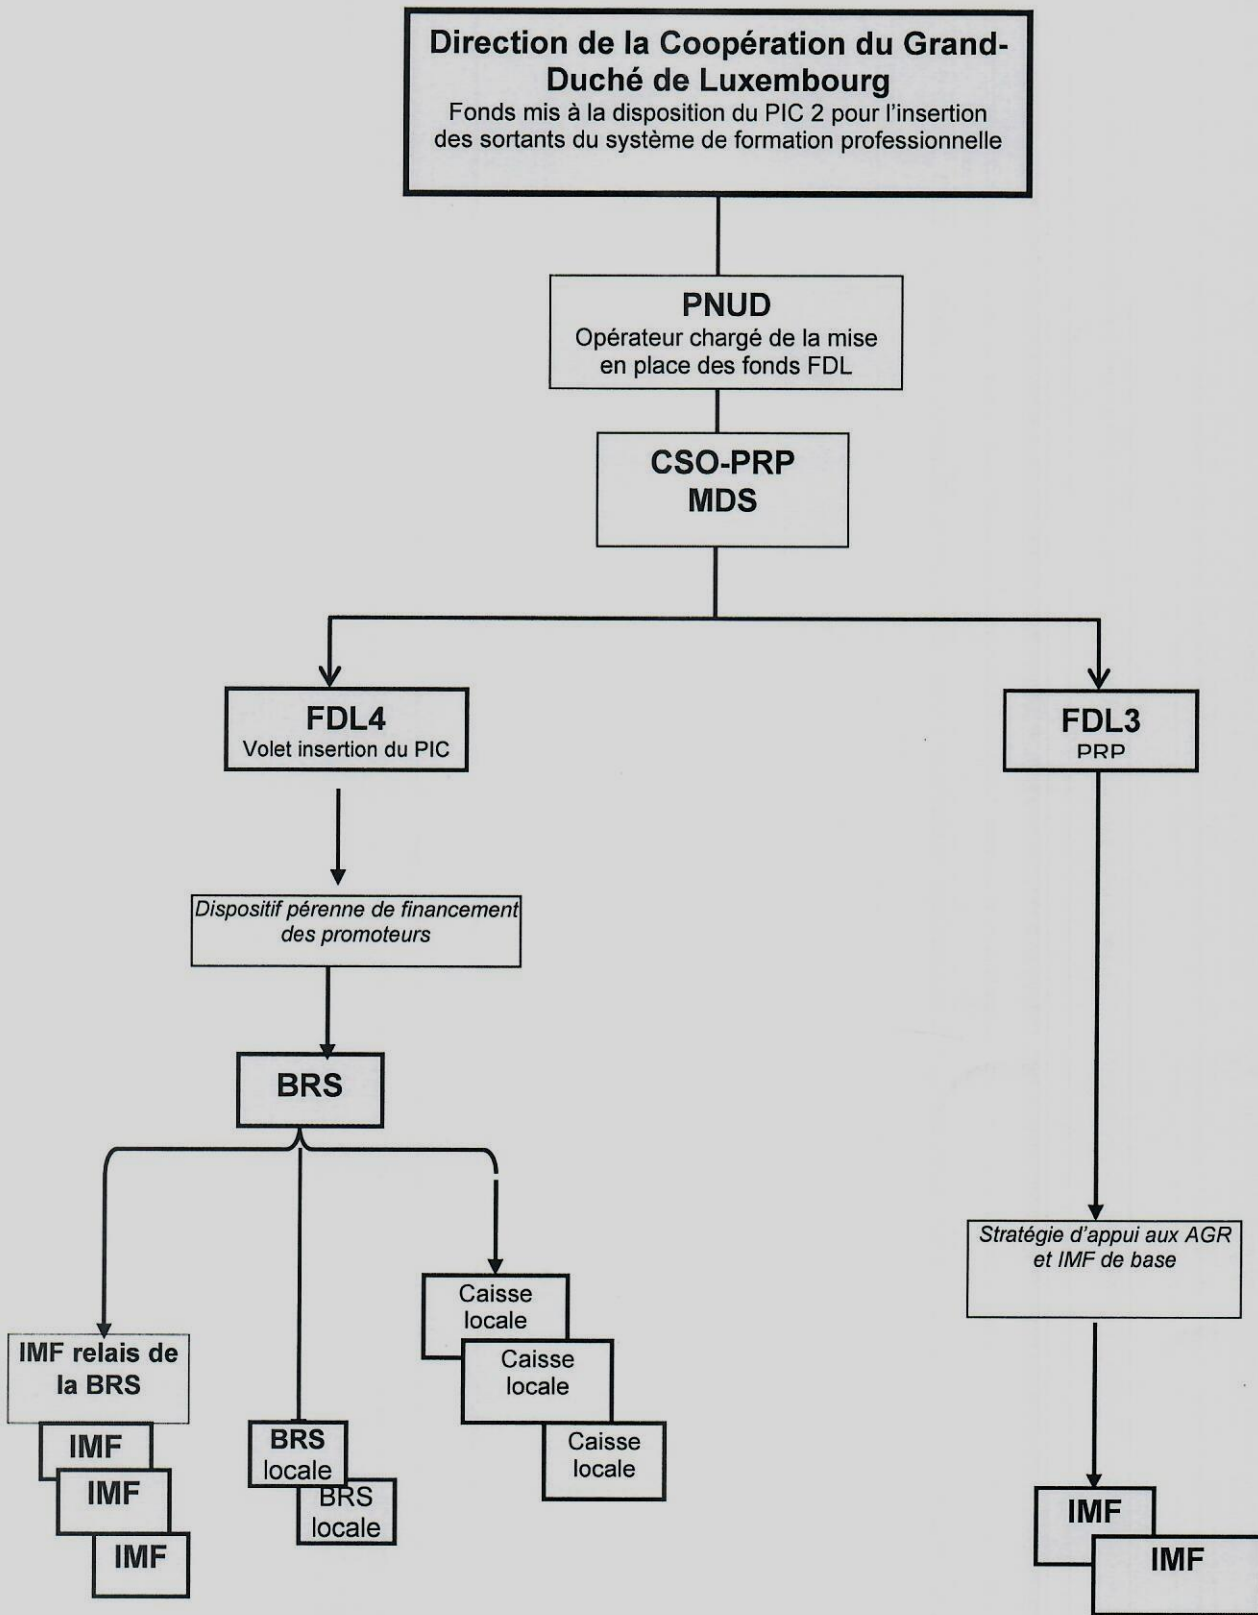 Direction de la Coopération du Grand-
Duché de Luxembourg
Fonds mis à la disposition du PIC 2 pour l'insertion
des sortants du système de formation professionnelle
PNUD
Opérateur chargé de la mise
en place des fonds FDL
CSO-PRP
MDS
FDL4
Volet insertion du PIC
FDL3
PRP
Dispositif pérenne de financement
des promoteurs
BRS
Stratégie d'appui aux AGR
et IMF de base
Caisse
locale
Caisse
locale
Caisse
locale
IMF relais de
la BRS
IMF
IMF
IMF
BRS
locale
BRS
locale
IMF
IMF